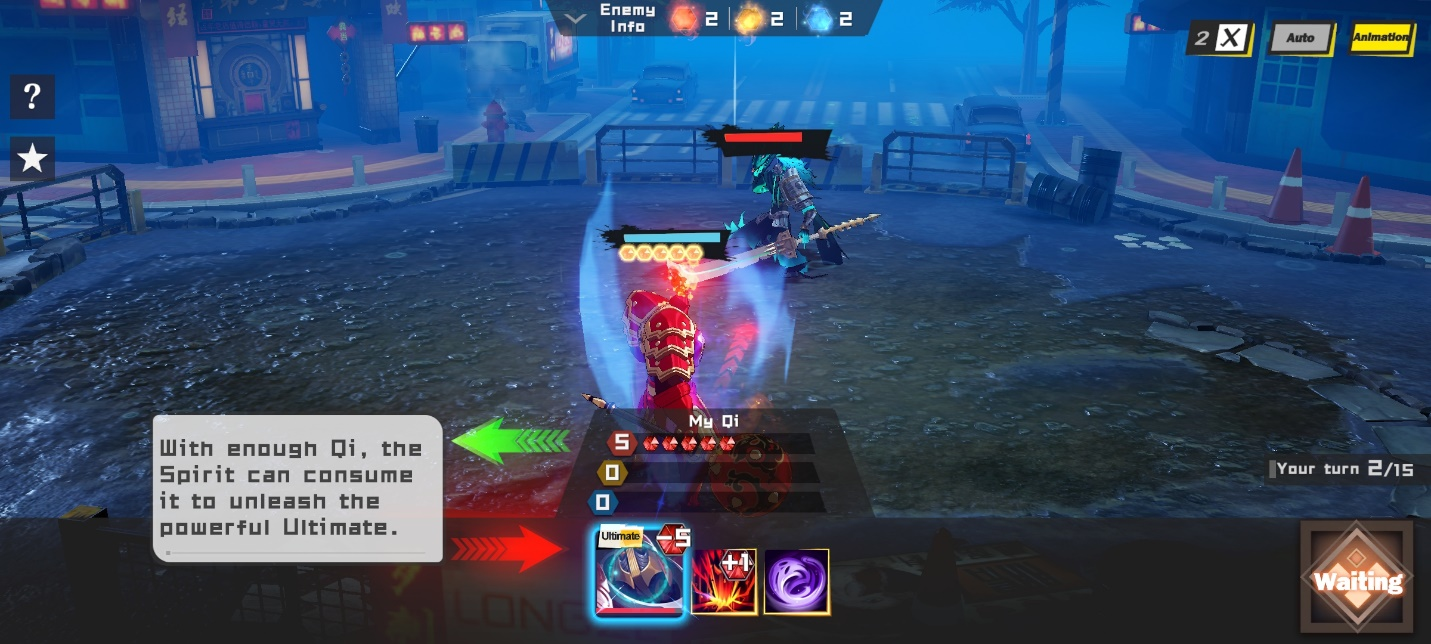 Enemy
Info
2
2
2
2 X
Auto
Animation
?
With enough Qi, the
Spirit can consume
it to unleash the
powerful Ultimate.
My Qi
5
0
0
Your turn 2/15
Ultimate
-5
+1
Waiting